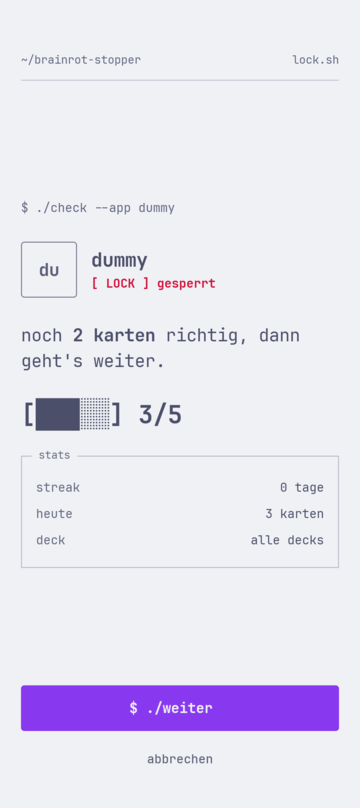 ~/brainrot-stopper lock.sh
$ ./check --app dummy
du
dummy
[ LOCK ] gesperrt
noch 2 karten richtig, dann
geht's weiter.
[███░░] 3/5
stats
streak 0 tage
heute 3 karten
deck alle decks
$ ./weiter
abbrechen